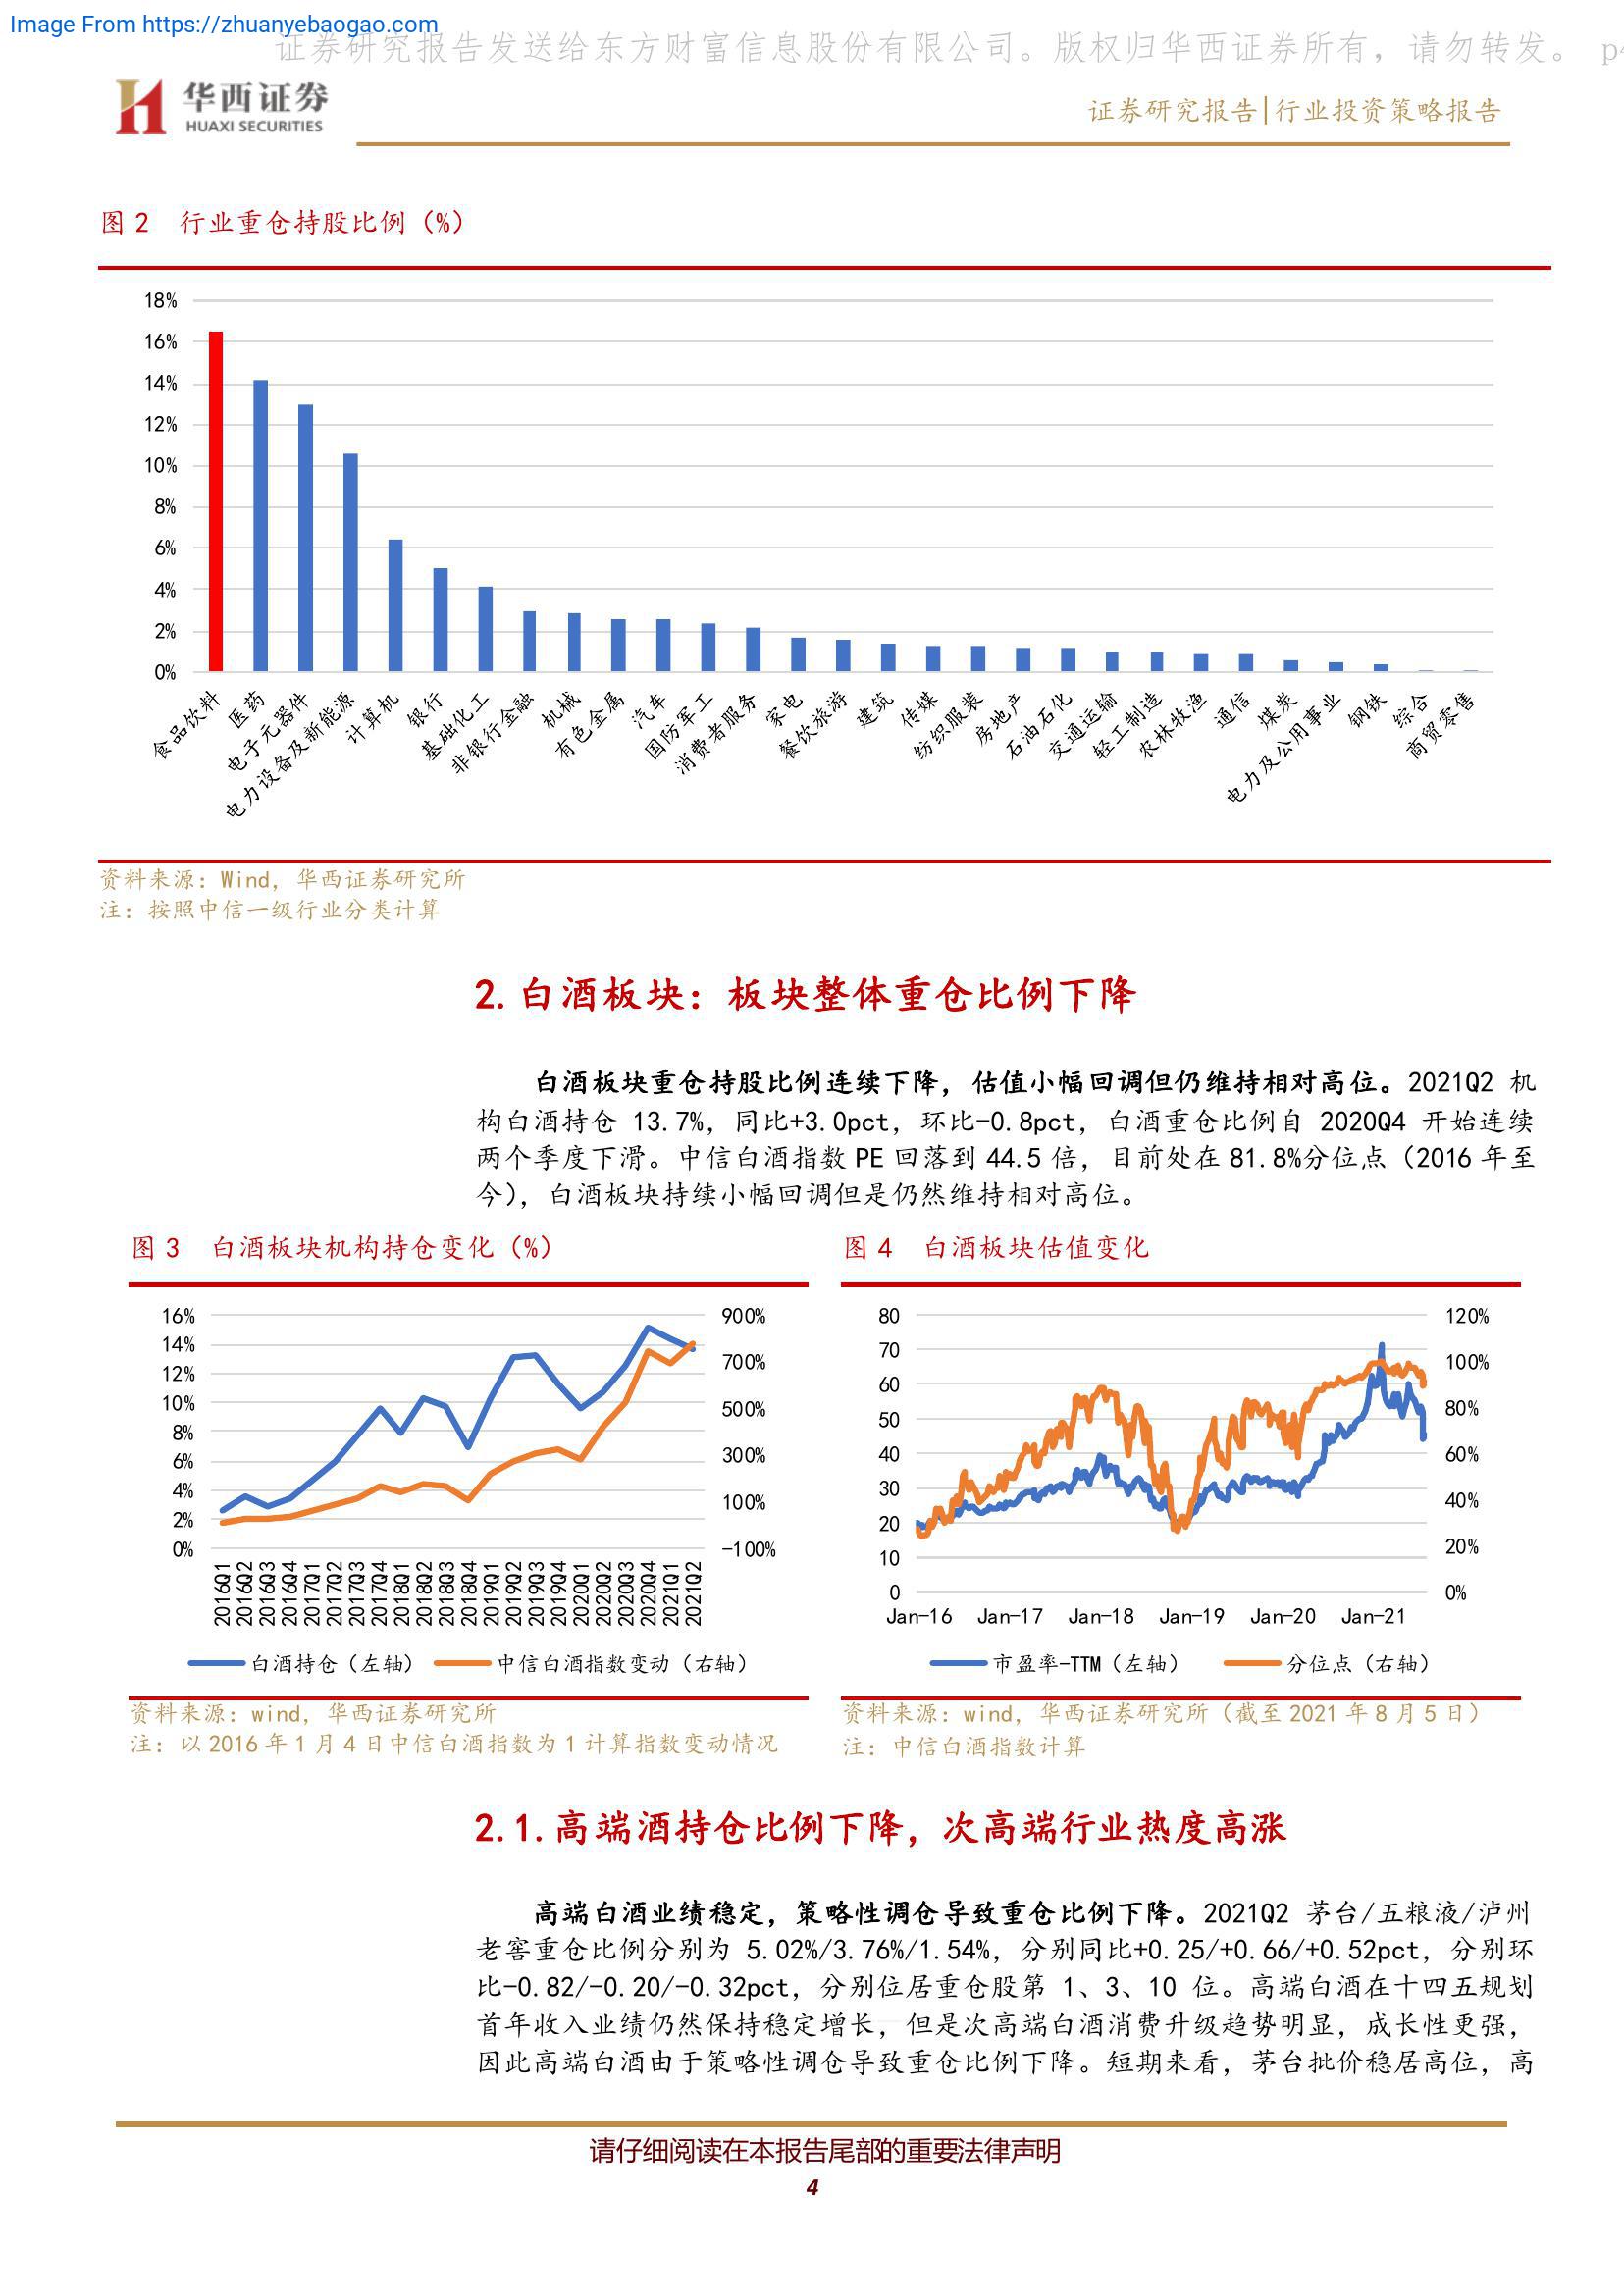 Image From https://zhuanyebaogao.com
证券研究报告发送给东方财富信息股份有限公司。版权归华西证券所有，请勿转发。 p4
华西证券
HUAXI SECURITIES
证券研究报告|行业投资策略报告
图 2 行业重仓持股比例（%）
18%
16%
14%
12%
10%
8%
6%
4%
2%
0%
食品饮料
医药
电子元器件
电力设备及新能源
计算机
银行
基础化工
非银行金融
机械
有色金属
汽车
国防军工
消费者服务
家电
餐饮旅游
建筑
传媒
纺织服装
房地产
石油石化
交通运输
轻工制造
农林牧渔
通信
煤炭
电力及公用事业
钢铁
综合
商贸零售
资料来源：Wind，华西证券研究所
注：按照中信一级行业分类计算
2.白酒板块：板块整体重仓比例下降
白酒板块重仓持股比例连续下降，估值小幅回调但仍维持相对高位。2021Q2 机
构白酒持仓 13.7%，同比+3.0pct，环比-0.8pct，白酒重仓比例自 2020Q4 开始连续
两个季度下滑。中信白酒指数 PE 回落到 44.5 倍，目前处在 81.8%分位点（2016 年至
今），白酒板块持续小幅回调但是仍然维持相对高位。
图 3 白酒板块机构持仓变化（%）
16%
14%
12%
10%
8%
6%
4%
2%
0%
900%
700%
500%
300%
100%
-100%
2016Q1
2016Q2
2016Q3
2016Q4
2017Q1
2017Q2
2017Q3
2017Q4
2018Q1
2018Q2
2018Q3
2018Q4
2019Q1
2019Q2
2019Q3
2019Q4
2020Q1
2020Q2
2020Q3
2020Q4
2021Q1
2021Q2
白酒持仓（左轴） 中信白酒指数变动（右轴）
资料来源：wind，华西证券研究所
注：以 2016 年 1 月 4 日中信白酒指数为 1 计算指数变动情况
图 4 白酒板块估值变化
80
70
60
50
40
30
20
10
0
120%
100%
80%
60%
40%
20%
0%
Jan-16 Jan-17 Jan-18 Jan-19 Jan-20 Jan-21
市盈率-TTM（左轴） 分位点（右轴）
资料来源：wind，华西证券研究所（截至 2021 年 8 月 5 日）
注：中信白酒指数计算
2.1.高端酒持仓比例下降，次高端行业热度高涨
高端白酒业绩稳定，策略性调仓导致重仓比例下降。2021Q2 茅台/五粮液/泸州
老窖重仓比例分别为 5.02%/3.76%/1.54%，分别同比+0.25/+0.66/+0.52pct，分别环
比-0.82/-0.20/-0.32pct，分别位居重仓股第 1、3、10 位。高端白酒在十四五规划
首年收入业绩仍然保持稳定增长，但是次高端白酒消费升级趋势明显，成长性更强，
因此高端白酒由于策略性调仓导致重仓比例下降。短期来看，茅台批价稳居高位，高
请仔细阅读在本报告尾部的重要法律声明
4